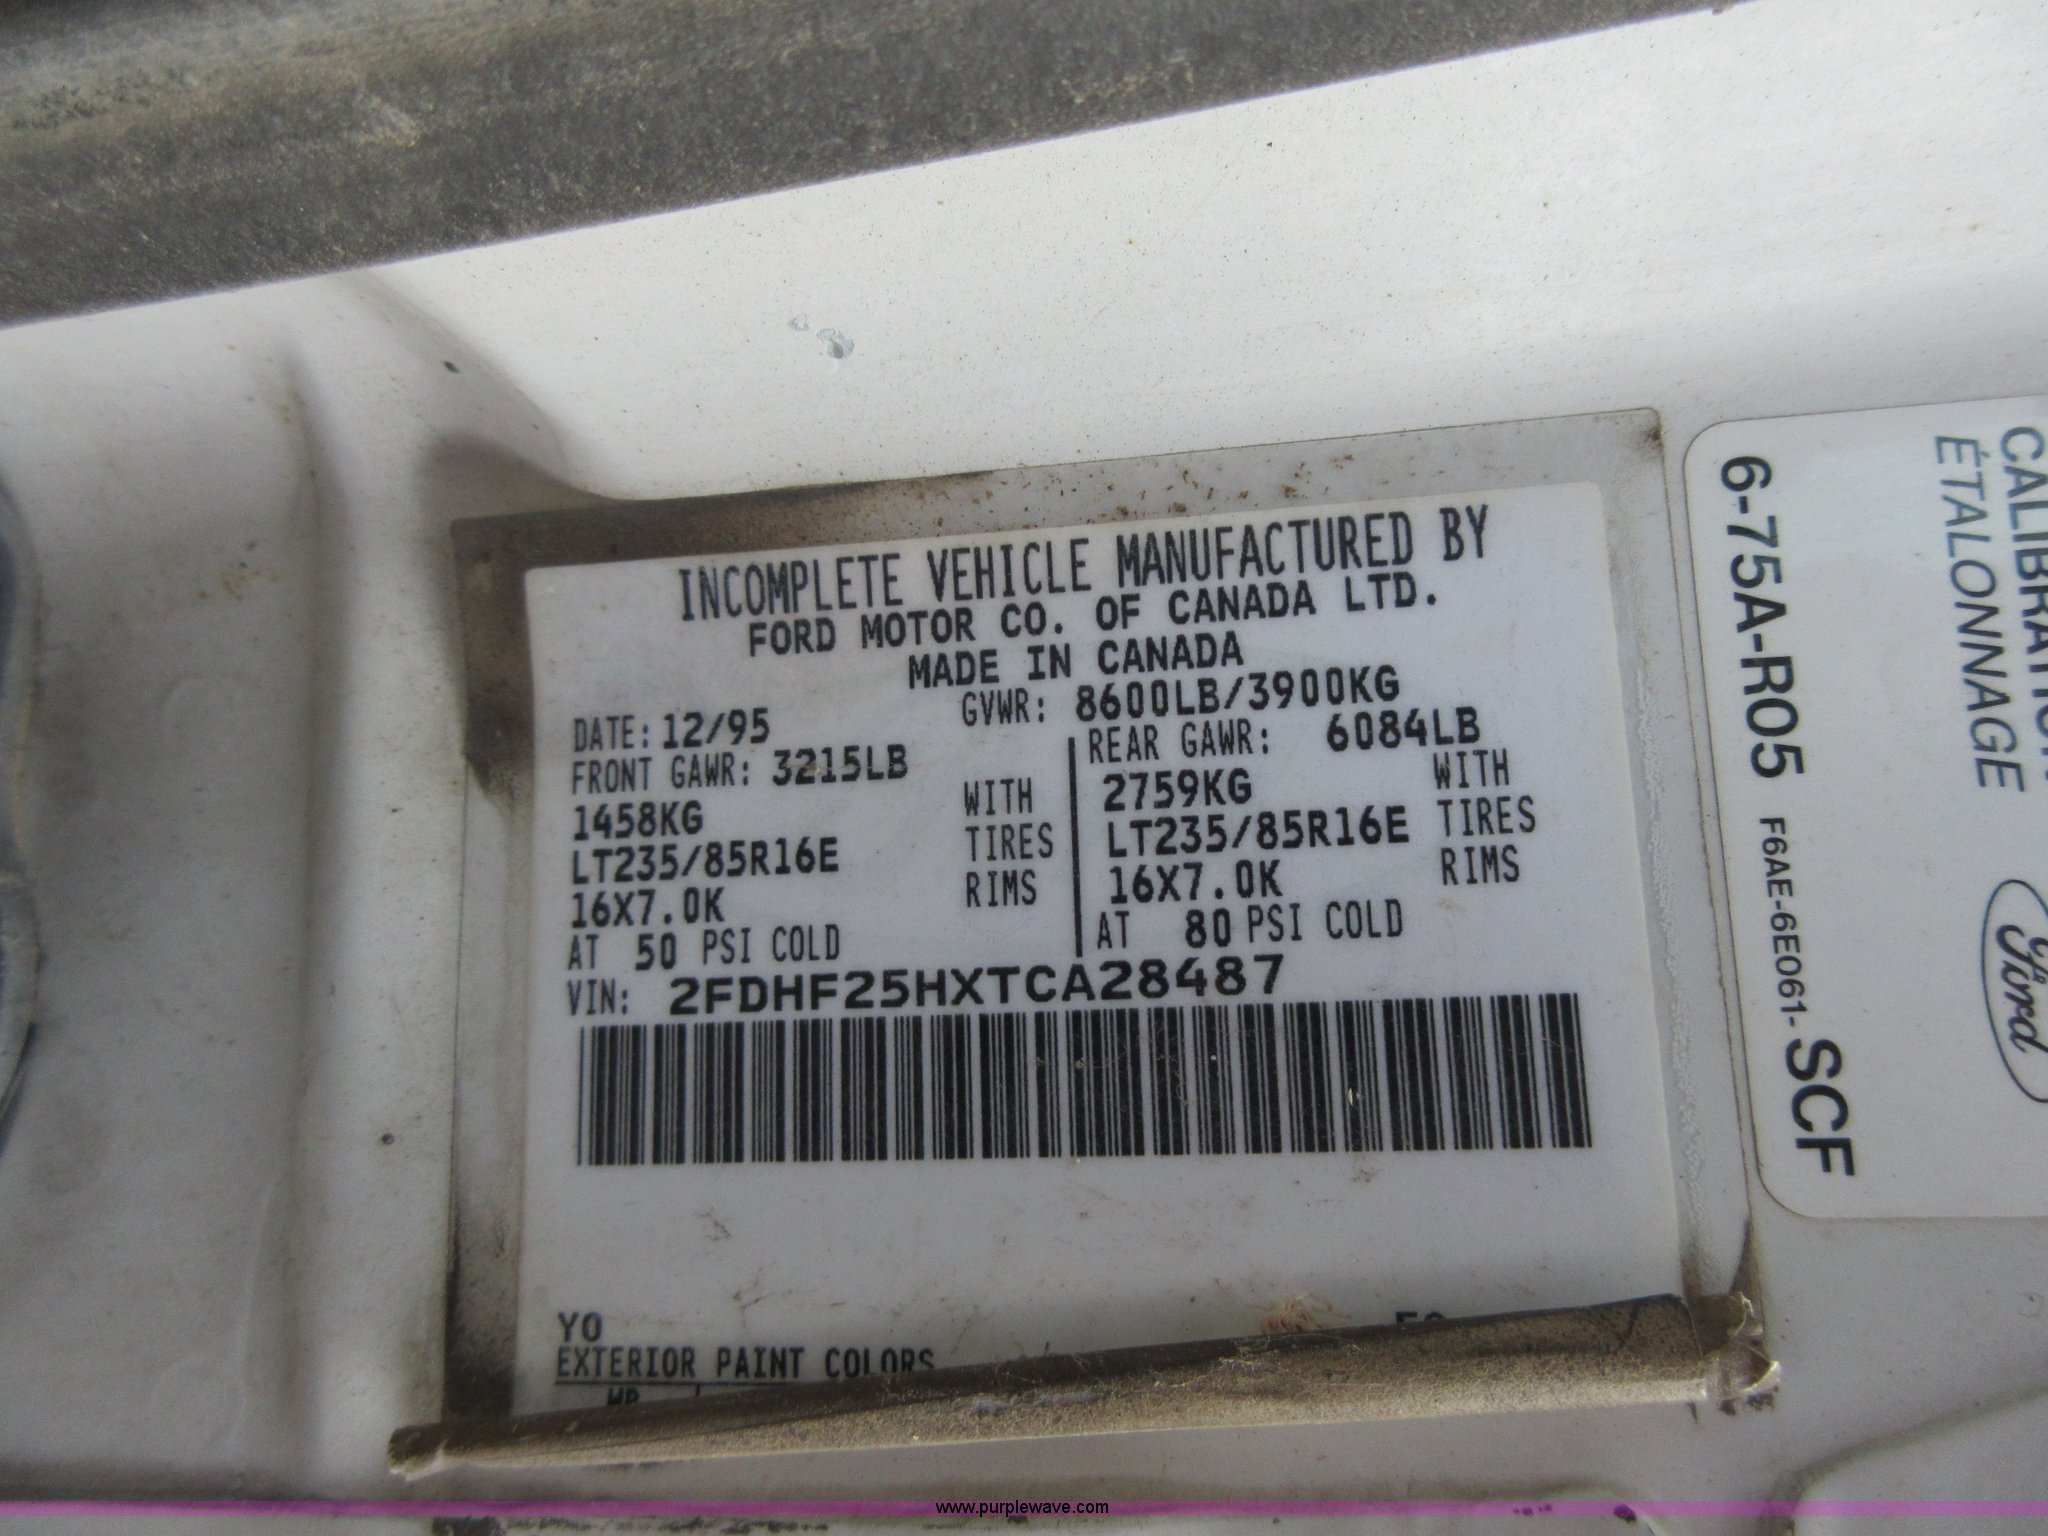 INCOMPLETE VEHICLE MANUFACTURED BY
FORD MOTOR CO. OF CANADA LTD.
MADE IN CANADA
DATE: 12/95 GVWR: 8600LB/3900KG
FRONT GAWR: 3215LB REAR GAWR: 6084LB
1458KG WITH 2759KG WITH
LT235/85R16E TIRES LT235/85R16E TIRES
16X7.0K RIMS 16X7.0K RIMS
AT 50 PSI COLD AT 80 PSI COLD
VIN: 2FDHF25HXTCA28487
YO
EXTERIOR PAINT COLORS
ÉTALONNAGE
Ford
6-75A-R05 F6AE-6E061-SCF
www.purplewave.com